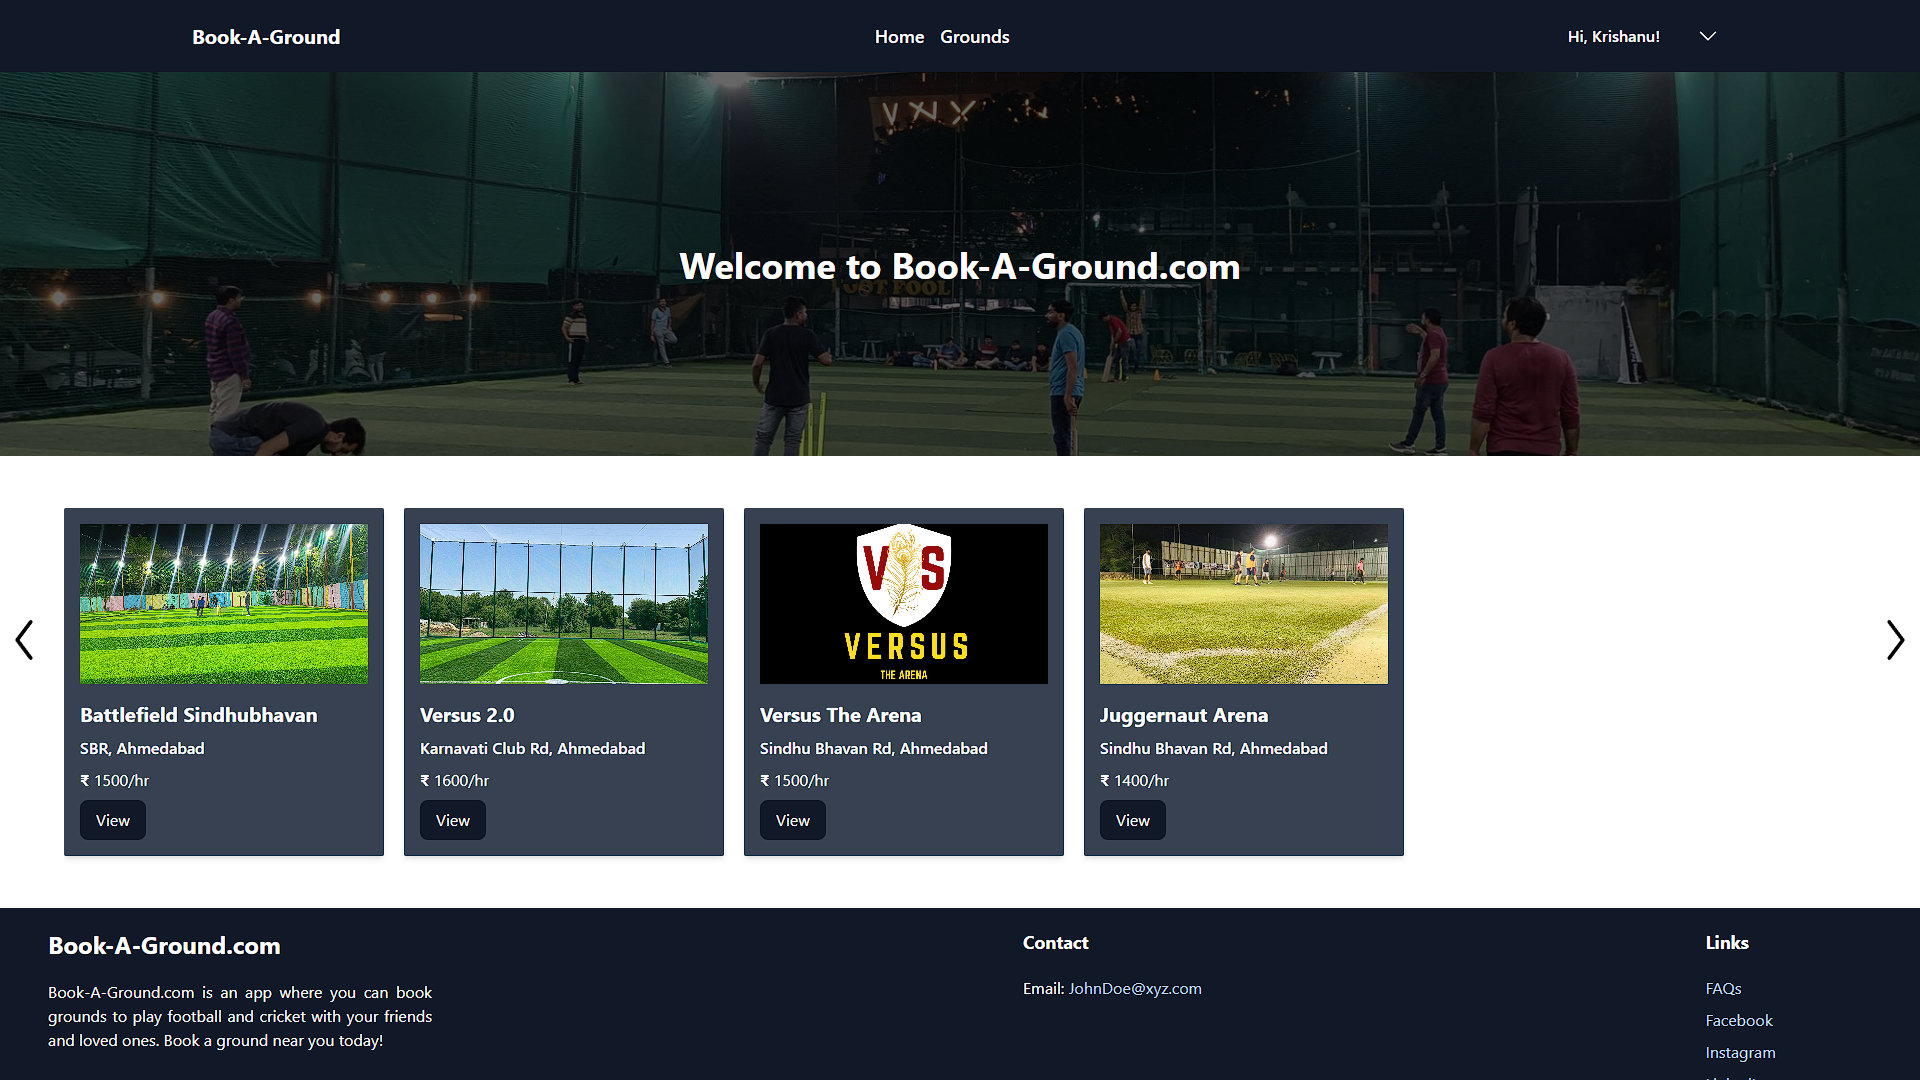 Book-A-Ground
Home Grounds
Hi, Krishanu!
Welcome to Book-A-Ground.com
VS
VERSUS
THE ARENA
Battlefield Sindhubhavan
SBR, Ahmedabad
₹ 1500/hr
View
Versus 2.0
Karnavati Club Rd, Ahmedabad
₹ 1600/hr
View
Versus The Arena
Sindhu Bhavan Rd, Ahmedabad
₹ 1500/hr
View
Juggernaut Arena
Sindhu Bhavan Rd, Ahmedabad
₹ 1400/hr
View
Book-A-Ground.com
Book-A-Ground.com is an app where you can book
grounds to play football and cricket with your friends
and loved ones. Book a ground near you today!
Contact
Email: JohnDoe@xyz.com
Links
FAQs
Facebook
Instagram